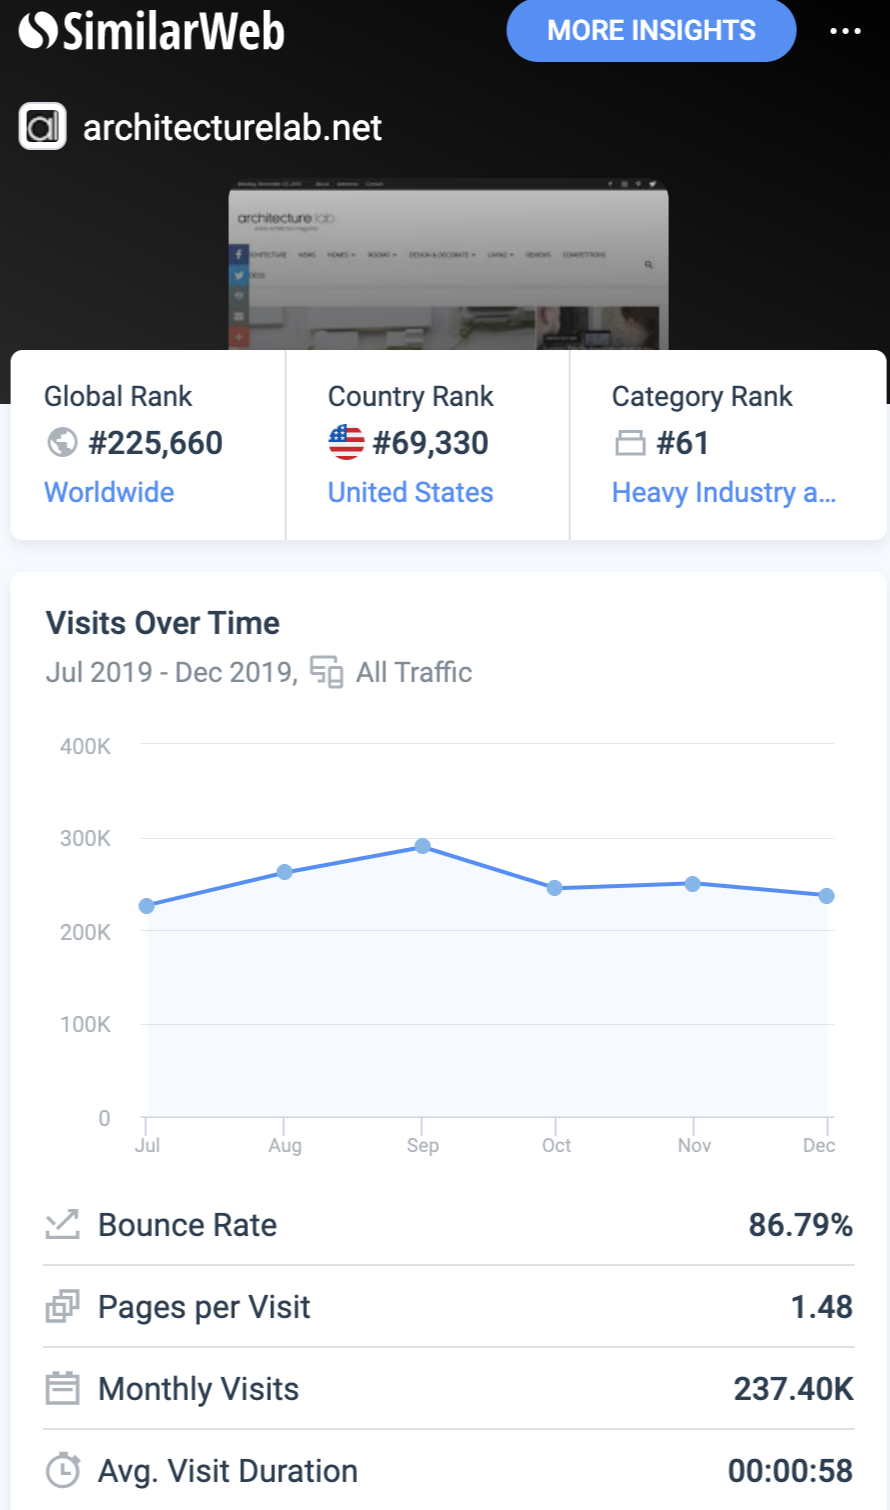 SimilarWeb
MORE INSIGHTS
architecturelab.net
architecture lab
Global Rank
#225,660
Worldwide
Country Rank
#69,330
United States
Category Rank
#61
Heavy Industry a...
Visits Over Time
Jul 2019 - Dec 2019, All Traffic
400K
300K
200K
100K
0
Jul Aug Sep Oct Nov Dec
Bounce Rate 86.79%
Pages per Visit 1.48
Monthly Visits 237.40K
Avg. Visit Duration 00:00:58